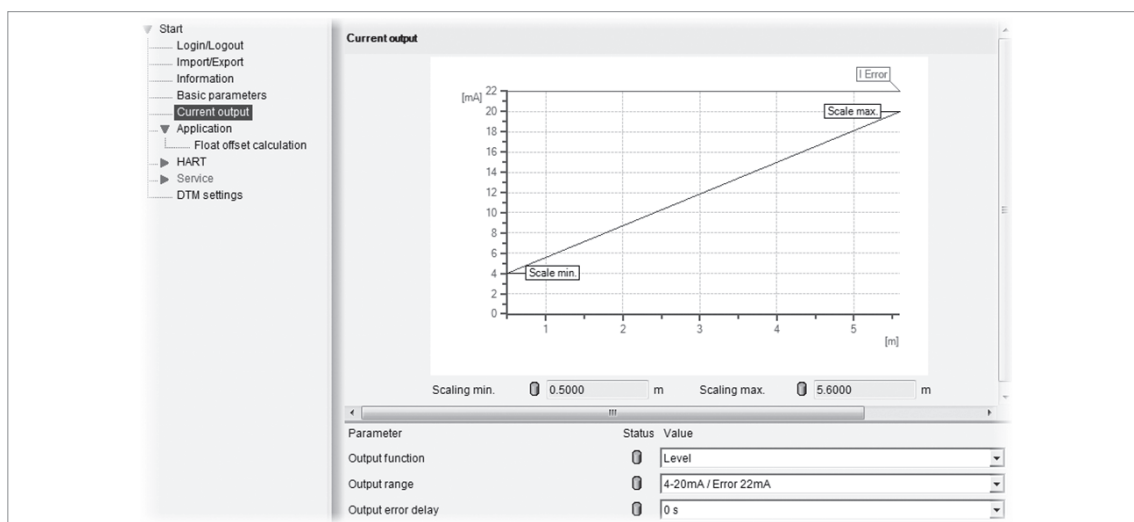 Start
Login/Logout
Import/Export
Information
Basic parameters
Current output
Application
Float offset calculation
HART
Service
DTM settings
Current output
I Error
[mA]
22
20
Scale max.
18
16
14
12
10
8
6
4
Scale min.
2
0
1 2 3 4 5
[m]
Scaling min. 0.5000 m Scaling max. 5.6000 m
Parameter Status Value
Output function Level
Output range 4-20mA / Error 22mA
Output error delay 0 s